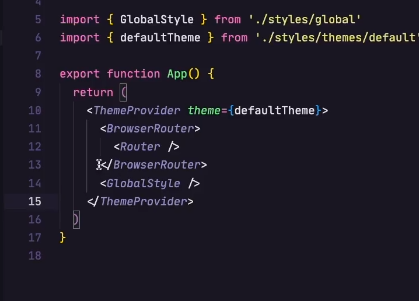 4
5 import { GlobalStyle } from './styles/global'
6 import { defaultTheme } from './styles/themes/default'
7
8 export function App() {
9 return (
10 <ThemeProvider theme={defaultTheme}>
11 <BrowserRouter>
12 <Router />
13 </BrowserRouter>
14 <GlobalStyle />
15 </ThemeProvider>
16 )
17 }
18